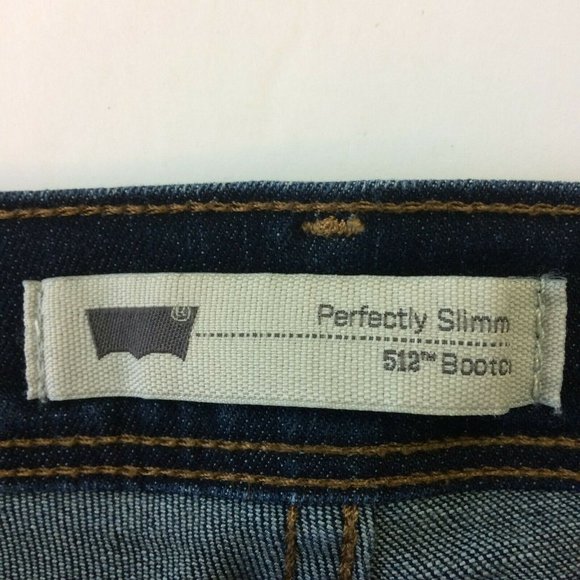 ®
Perfectly Slimm
512™ Bootc